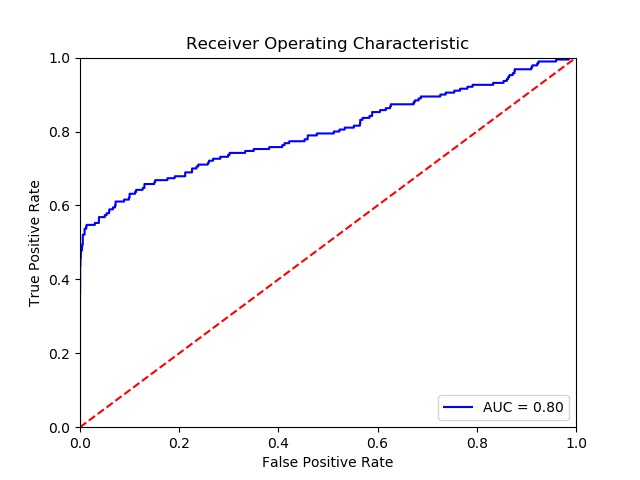 Receiver Operating Characteristic
True Positive Rate
1.0
0.8
0.6
0.4
0.2
0.0
AUC = 0.80
0.0 0.2 0.4 0.6 0.8 1.0
False Positive Rate